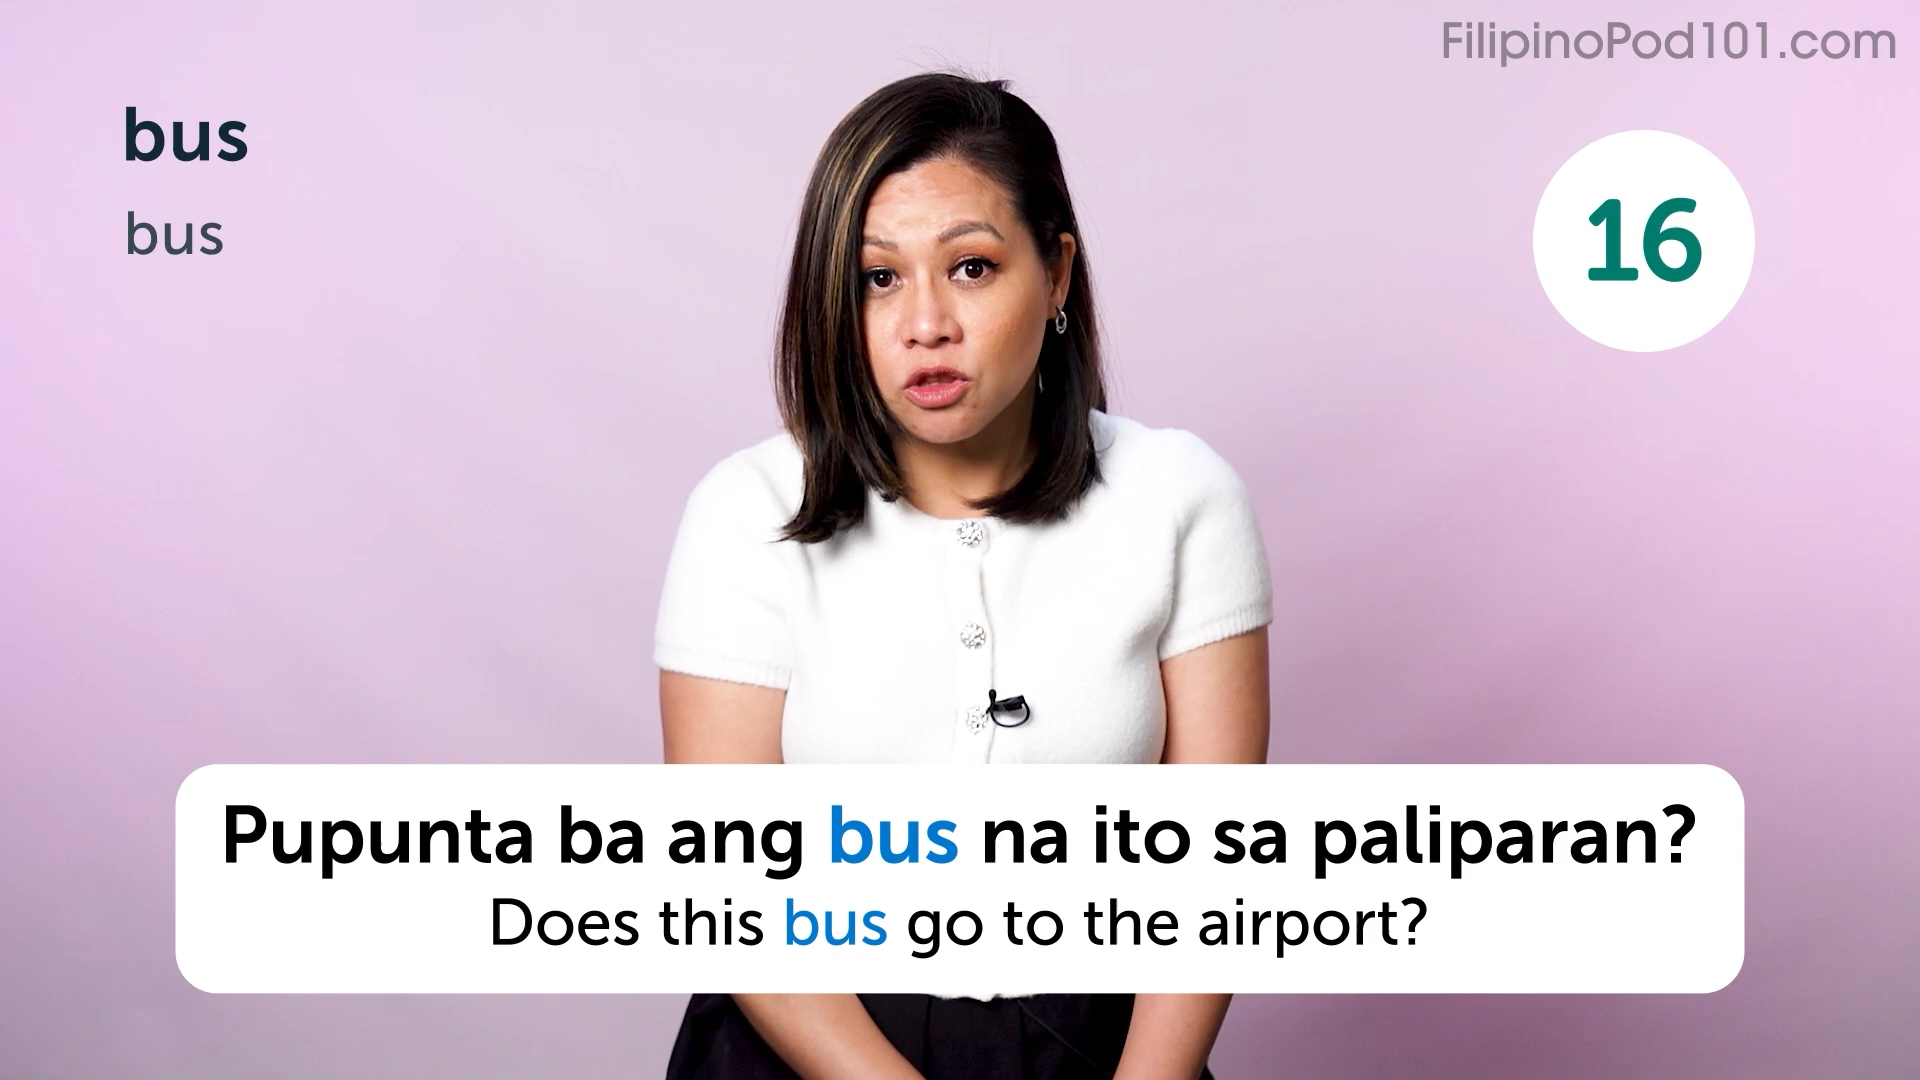 FilipinoPod101.com
bus
bus
16
Pupunta ba ang bus na ito sa paliparan?
Does this bus go to the airport?